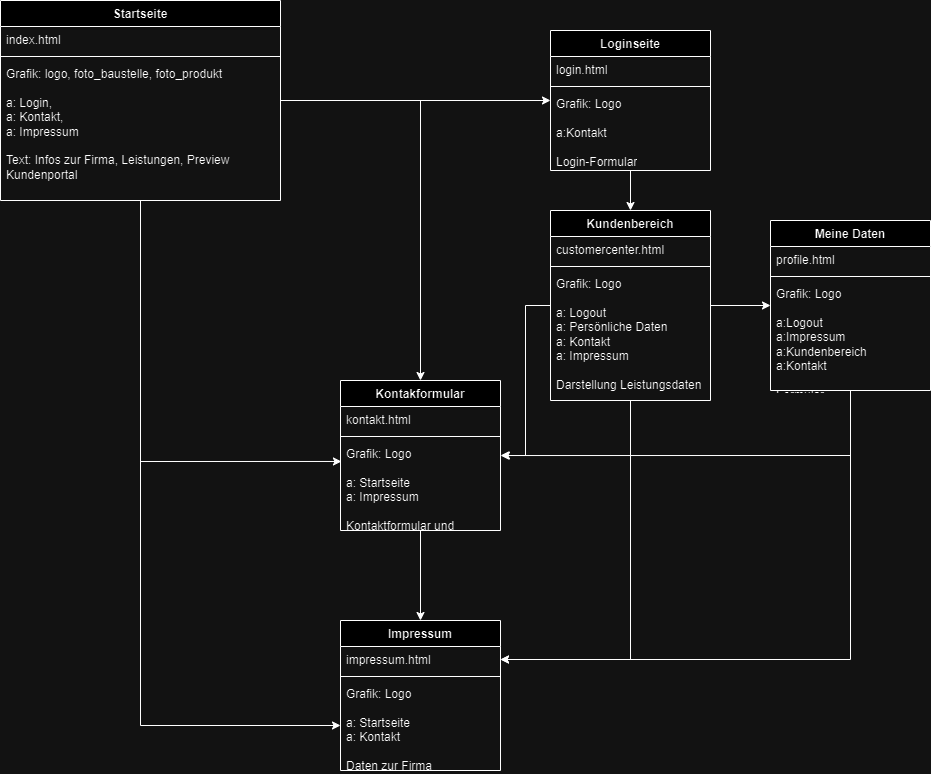 Startseite
index.html
Grafik: logo, foto_baustelle, foto_produkt
a: Login,
a: Kontakt,
a: Impressum
Text: Infos zur Firma, Leistungen, Preview
Kundenportal
Loginseite
login.html
Grafik: Logo
a:Kontakt
Login-Formular
Kundenbereich
customercenter.html
Grafik: Logo
a: Logout
a: Persönliche Daten
a: Kontakt
a: Impressum
Darstellung Leistungsdaten
Meine Daten
profile.html
Grafik: Logo
a:Logout
a:Impressum
a:Kundenbereich
a:Kontakt
Kontakformular
kontakt.html
Grafik: Logo
a: Startseite
a: Impressum
Kontaktformular und
Impressum
impressum.html
Grafik: Logo
a: Startseite
a: Kontakt
Daten zur Firma